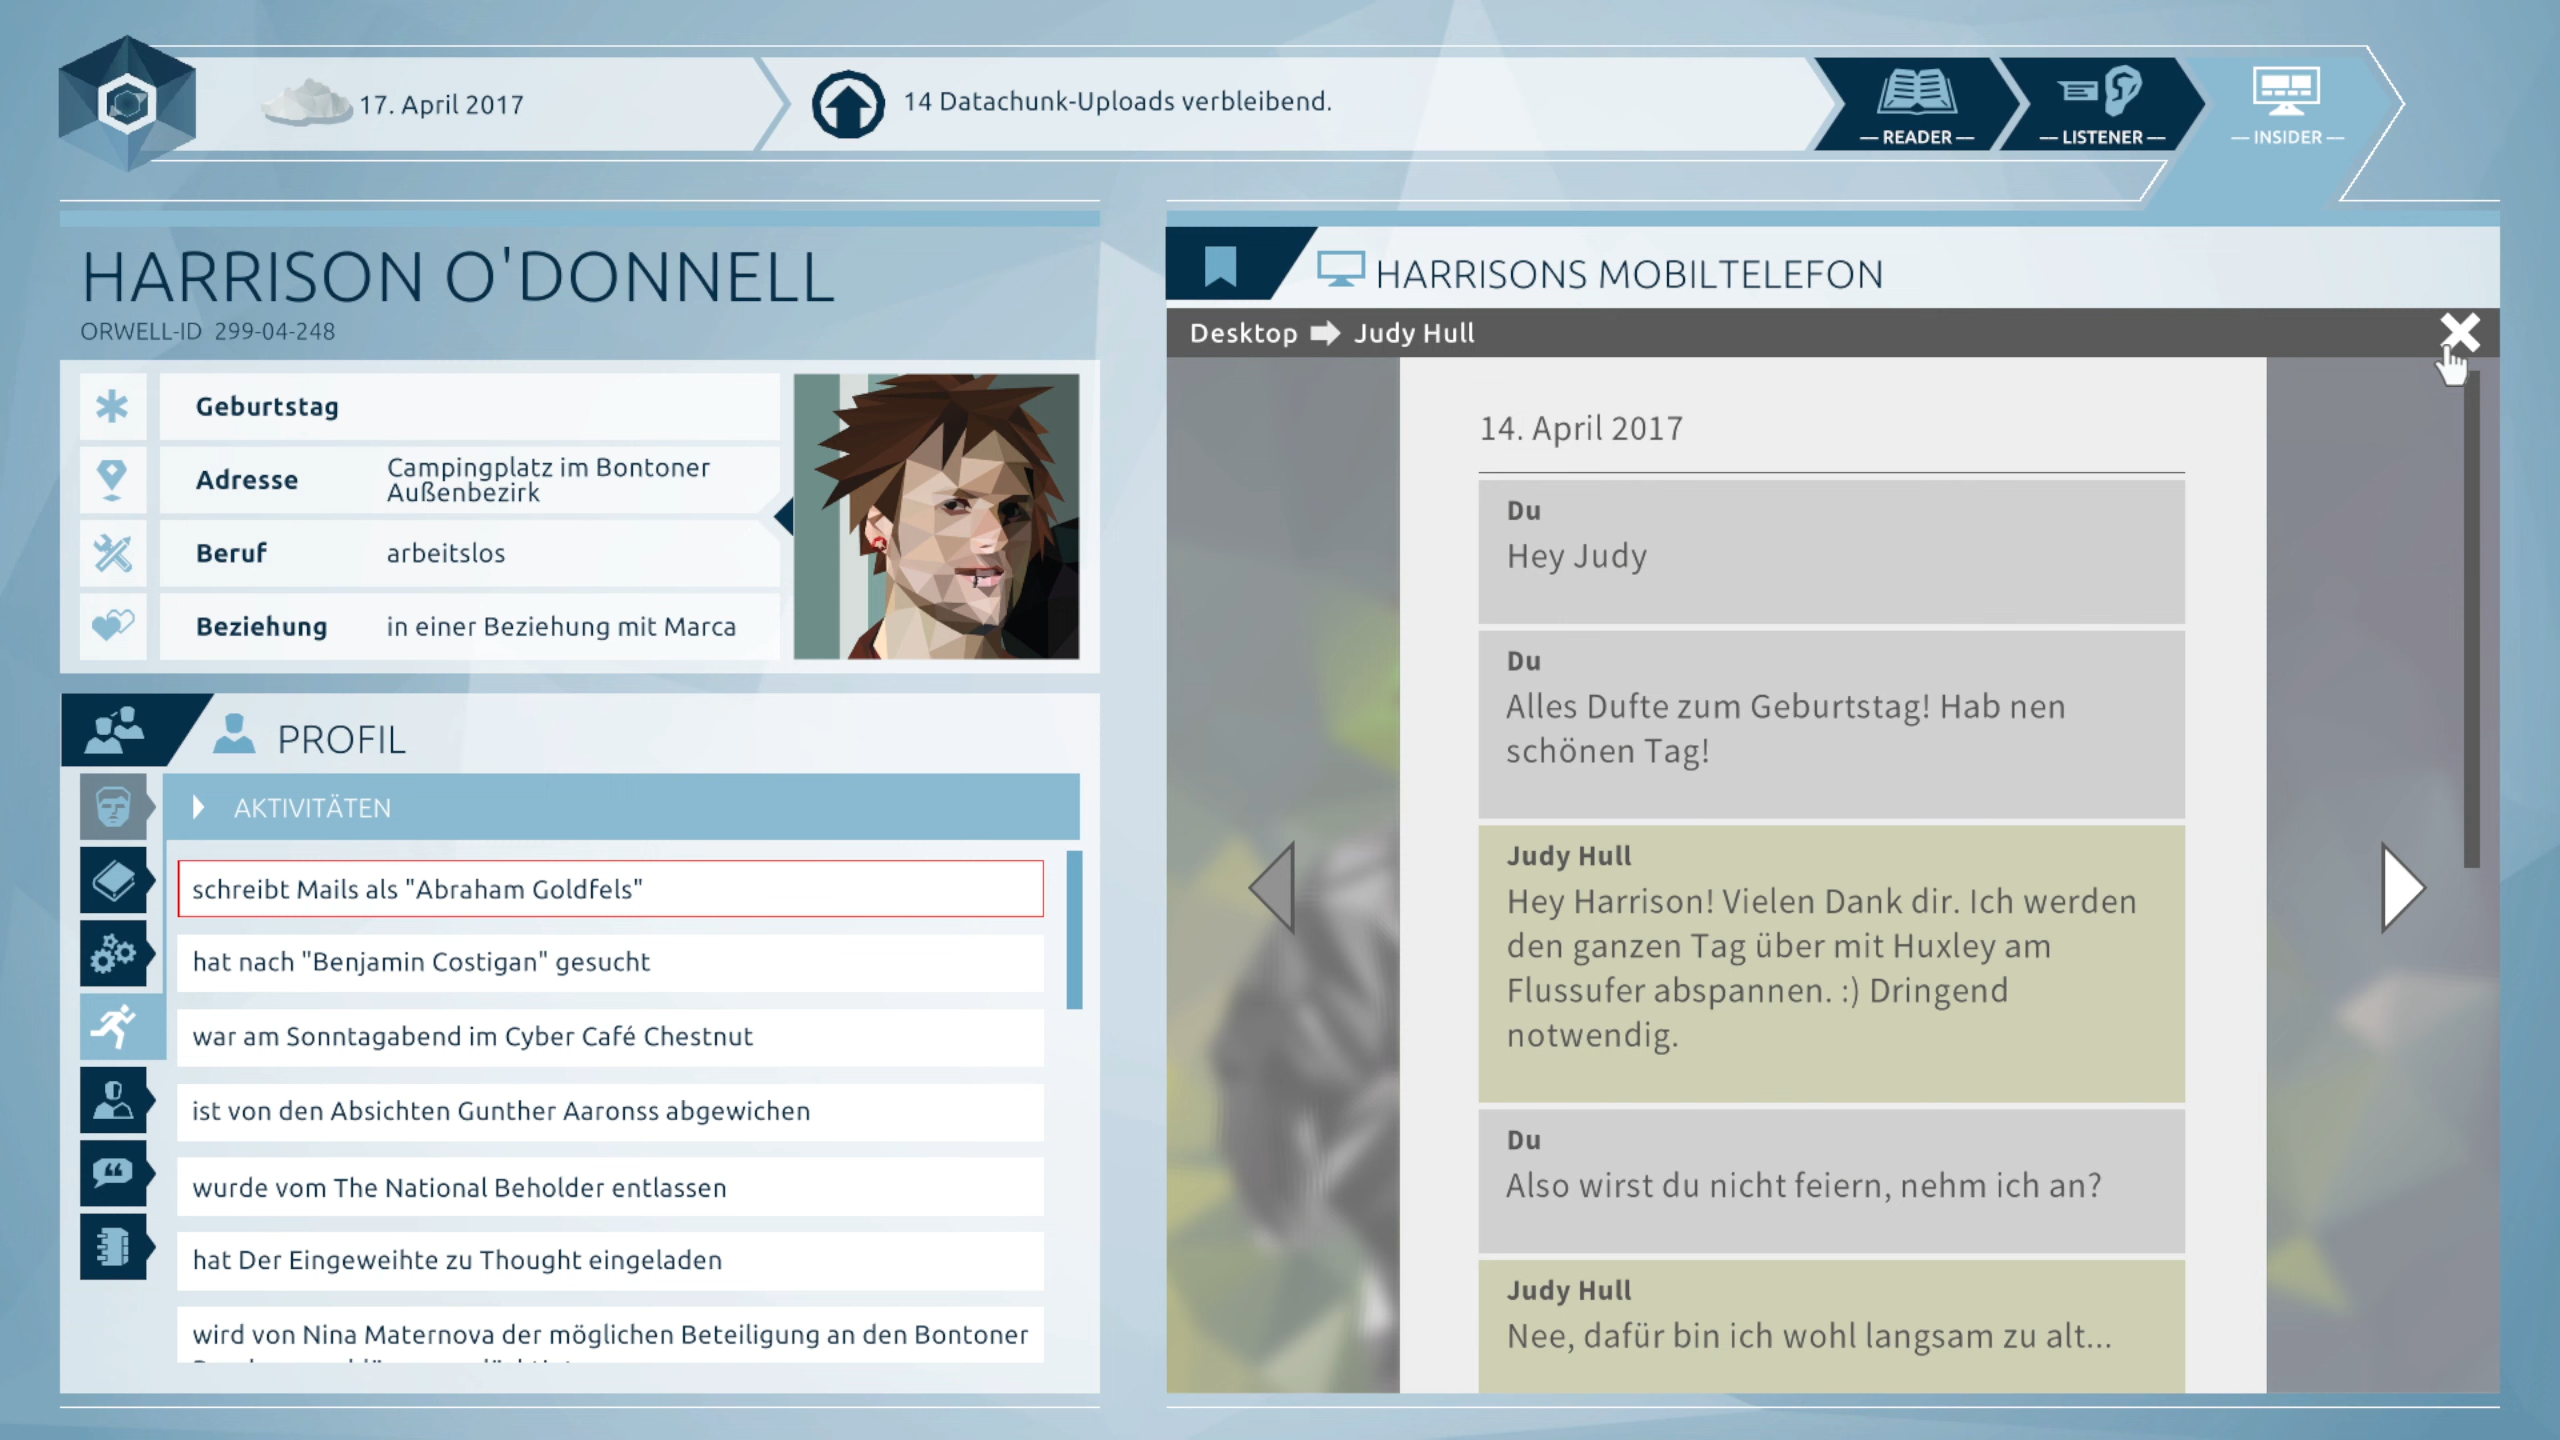 17. April 2017
14 Datachunk-Uploads verbleibend.
— READER —
— LISTENER —
— INSIDER —
HARRISON O'DONNELL
ORWELL-ID 299-04-248
Geburtstag
Adresse
Campingplatz im Bontoner
Außenbezirk
Beruf
arbeitslos
Beziehung
in einer Beziehung mit Marca
PROFIL
AKTIVITÄTEN
schreibt Mails als "Abraham Goldfels"
hat nach "Benjamin Costigan" gesucht
war am Sonntagabend im Cyber Café Chestnut
ist von den Absichten Gunther Aaronss abgewichen
wurde vom The National Beholder entlassen
hat Der Eingeweihte zu Thought eingeladen
wird von Nina Maternova der möglichen Beteiligung an den Bontoner
HARRISONS MOBILTELEFON
Desktop Judy Hull
14. April 2017
Du
Hey Judy
Du
Alles Dufte zum Geburtstag! Hab nen
schönen Tag!
Judy Hull
Hey Harrison! Vielen Dank dir. Ich werden
den ganzen Tag über mit Huxley am
Flussufer abspannen. :) Dringend
notwendig.
Du
Also wirst du nicht feiern, nehm ich an?
Judy Hull
Nee, dafür bin ich wohl langsam zu alt...